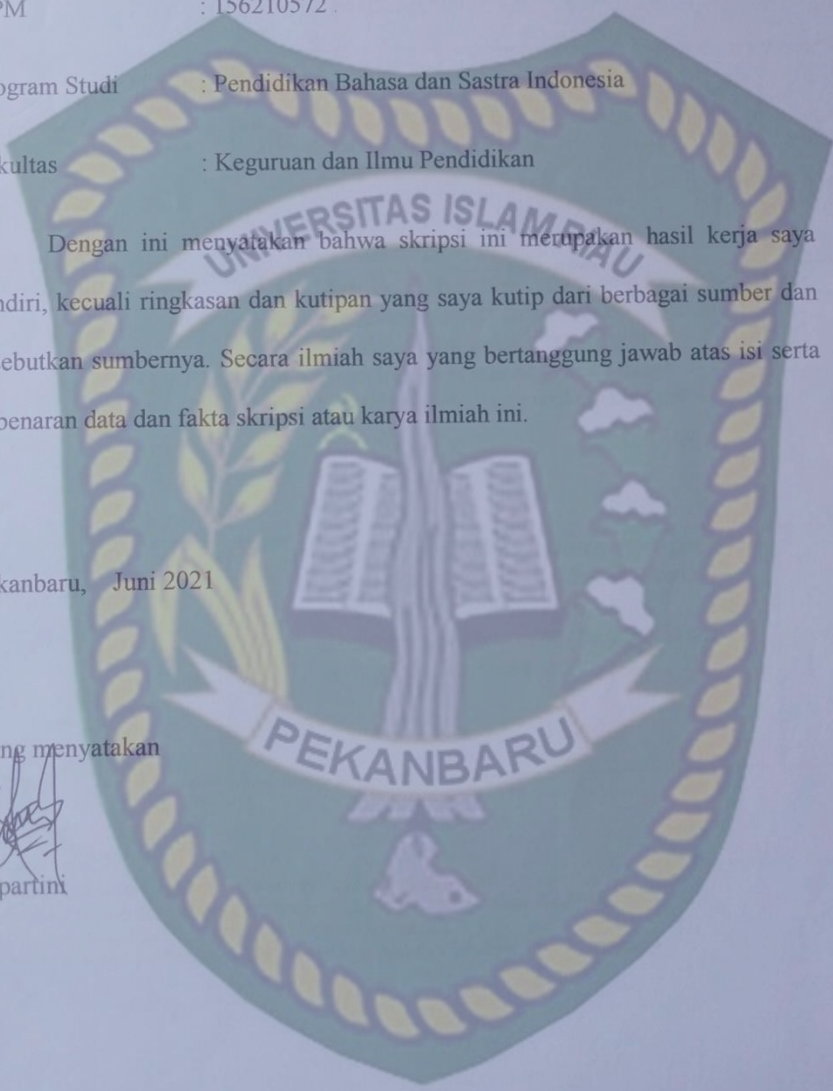 PM : 156210572
ogram Studi : Pendidikan Bahasa dan Sastra Indonesia
kultas : Keguruan dan Ilmu Pendidikan
UNIVERSITAS ISLAM RIAU
Dengan ini menyatakan bahwa skripsi ini merupakan hasil kerja saya
ndiri, kecuali ringkasan dan kutipan yang saya kutip dari berbagai sumber dan
sebutkan sumbernya. Secara ilmiah saya yang bertanggung jawab atas isi serta
benaran data dan fakta skripsi atau karya ilmiah ini.
kanbaru, Juni 2021
ng menyatakan
PEKANBARU
partini